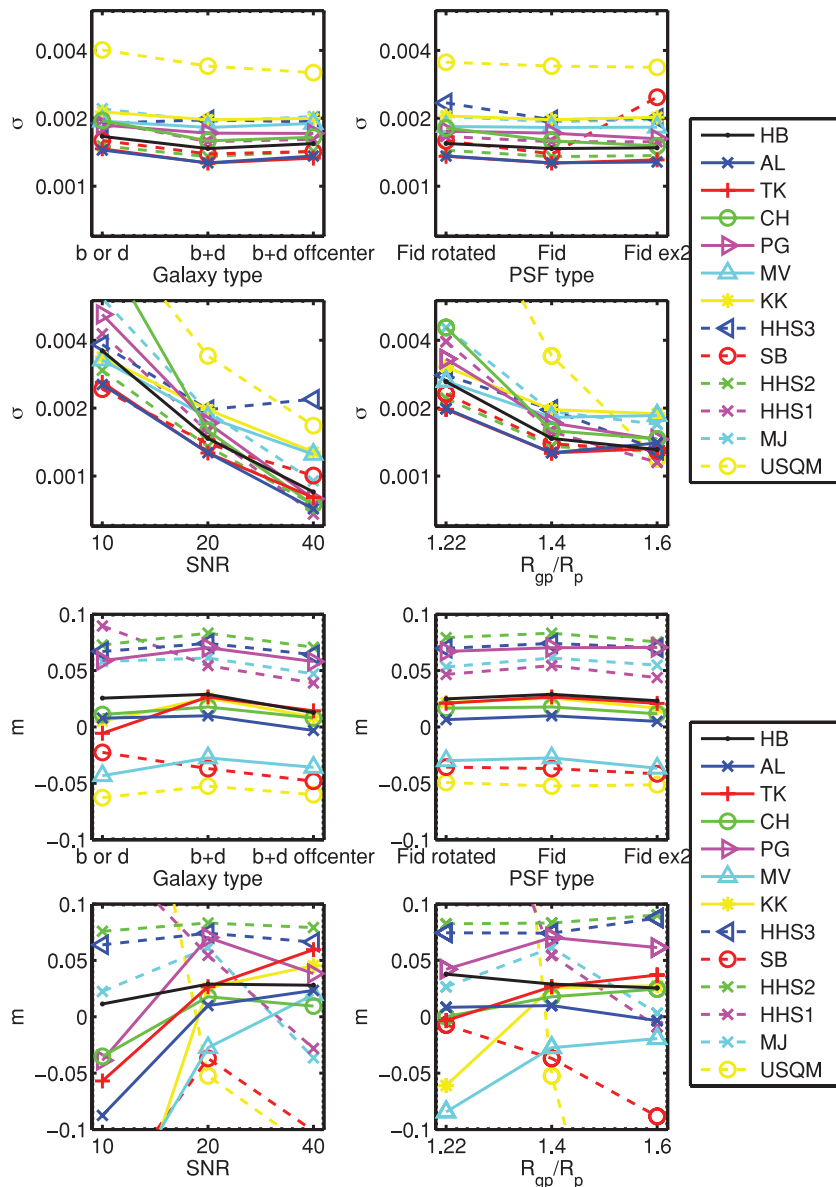 0.004
0.002
0.001
σ
b or d b+d b+d offcenter
Galaxy type
0.004
0.002
0.001
σ
Fid rotated Fid Fid ex2
PSF type
0.004
0.002
0.001
σ
10 20 40
SNR
0.004
0.002
0.001
σ
1.22 1.4 1.6
R_gp/R_p
HB
AL
TK
CH
PG
MV
KK
HHS3
SB
HHS2
HHS1
MJ
USQM
0.1
0.05
0
−0.05
−0.1
m
b or d b+d b+d offcenter
Galaxy type
0.1
0.05
0
−0.05
−0.1
m
Fid rotated Fid Fid ex2
PSF type
0.1
0.05
0
−0.05
−0.1
m
10 20 40
SNR
0.1
0.05
0
−0.05
−0.1
m
1.22 1.4 1.6
R_gp/R_p
HB
AL
TK
CH
PG
MV
KK
HHS3
SB
HHS2
HHS1
MJ
USQM